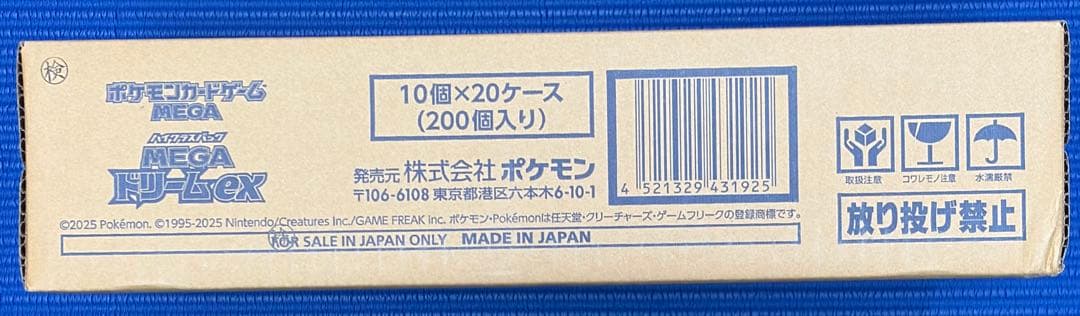 検
ポケモンカードゲーム
MEGA
ハイクラスパック
MEGA
ドリームex
10個×20ケース
(200個入り)
発売元 株式会社 ポケモン
〒106-6108 東京都港区六本木6-10-1
4 521329 431925
取扱注意
コワレモノ注意
水濡厳禁
放り投げ禁止
©2025 Pokémon. ©1995-2025 Nintendo/Creatures Inc./GAME FREAK inc. ポケモン・Pokémonは任天堂・クリーチャーズ・ゲームフリークの登録商標です。
検
FOR SALE IN JAPAN ONLY MADE IN JAPAN